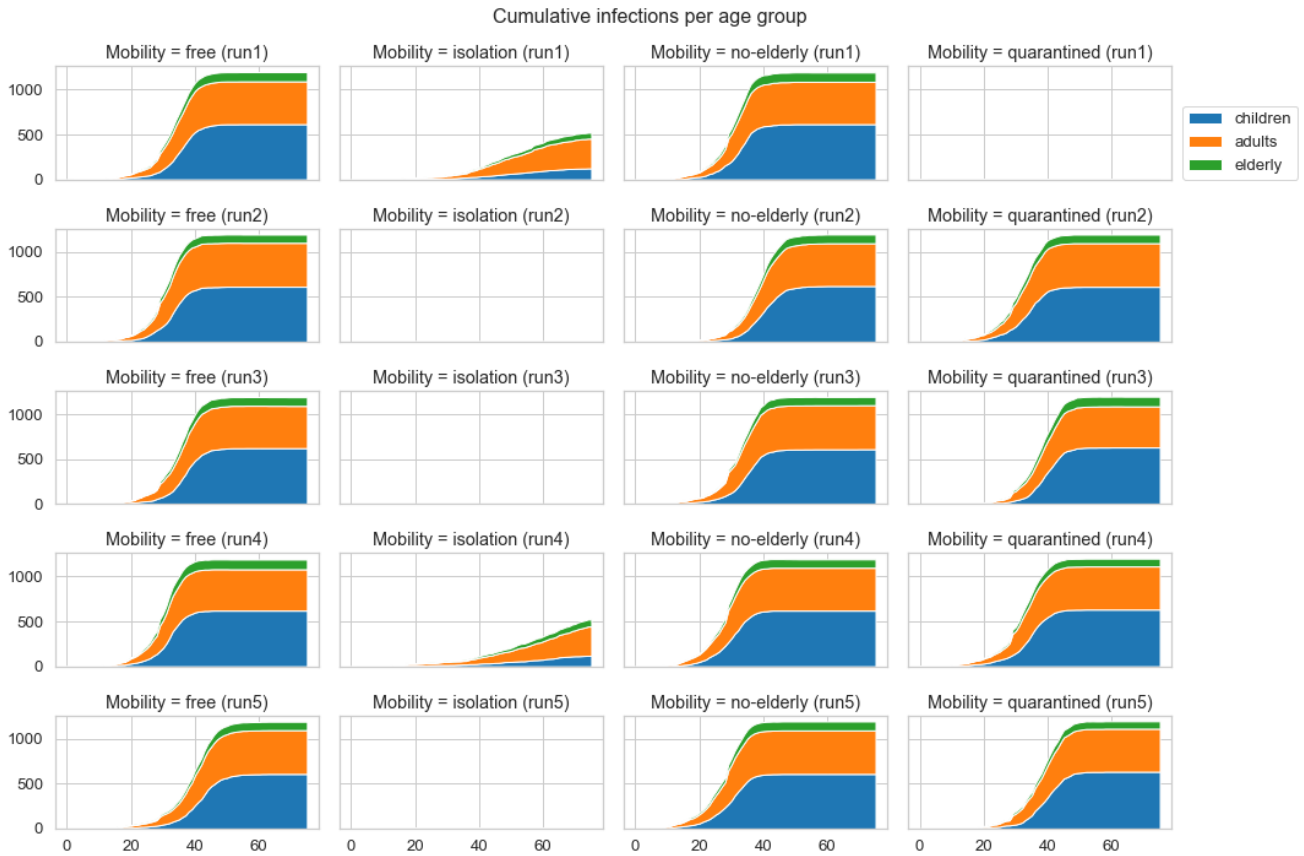 Cumulative infections per age group
Mobility = free (run1)
Mobility = isolation (run1)
Mobility = no-elderly (run1)
Mobility = quarantined (run1)
1000
500
0
children
adults
elderly
Mobility = free (run2)
Mobility = isolation (run2)
Mobility = no-elderly (run2)
Mobility = quarantined (run2)
1000
500
0
Mobility = free (run3)
Mobility = isolation (run3)
Mobility = no-elderly (run3)
Mobility = quarantined (run3)
1000
500
0
Mobility = free (run4)
Mobility = isolation (run4)
Mobility = no-elderly (run4)
Mobility = quarantined (run4)
1000
500
0
Mobility = free (run5)
Mobility = isolation (run5)
Mobility = no-elderly (run5)
Mobility = quarantined (run5)
1000
500
0
0 20 40 60
0 20 40 60
0 20 40 60
0 20 40 60